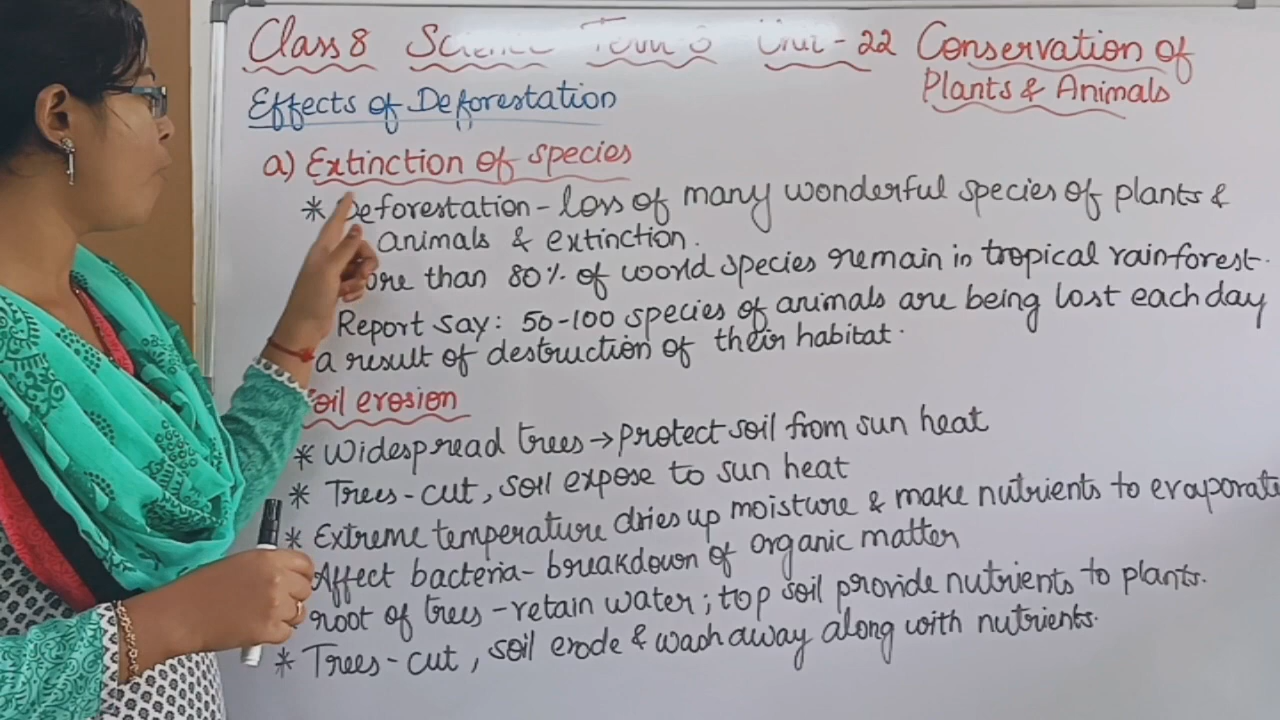 Class 8 Science Term 3 Unit - 22 Conservation of
Plants & Animals
Effects of Deforestation
a) Extinction of species
* Deforestation - loss of many wonderful species of plants &
animals & extinction.
ore than 80% of world species remain in tropical rainforest.
Report say: 50-100 species of animals are being lost each day
a result of destruction of their habitat.
oil erosion
* Widespread trees → protect soil from sun heat
* Trees - cut, soil expose to sun heat
* Extreme temperature dries up moisture & make nutrients to evaporate
Affect bacteria - breakdown of organic matter
root of trees - retain water; top soil provide nutrients to plants.
* Trees - cut, soil erode & wash away along with nutrients.